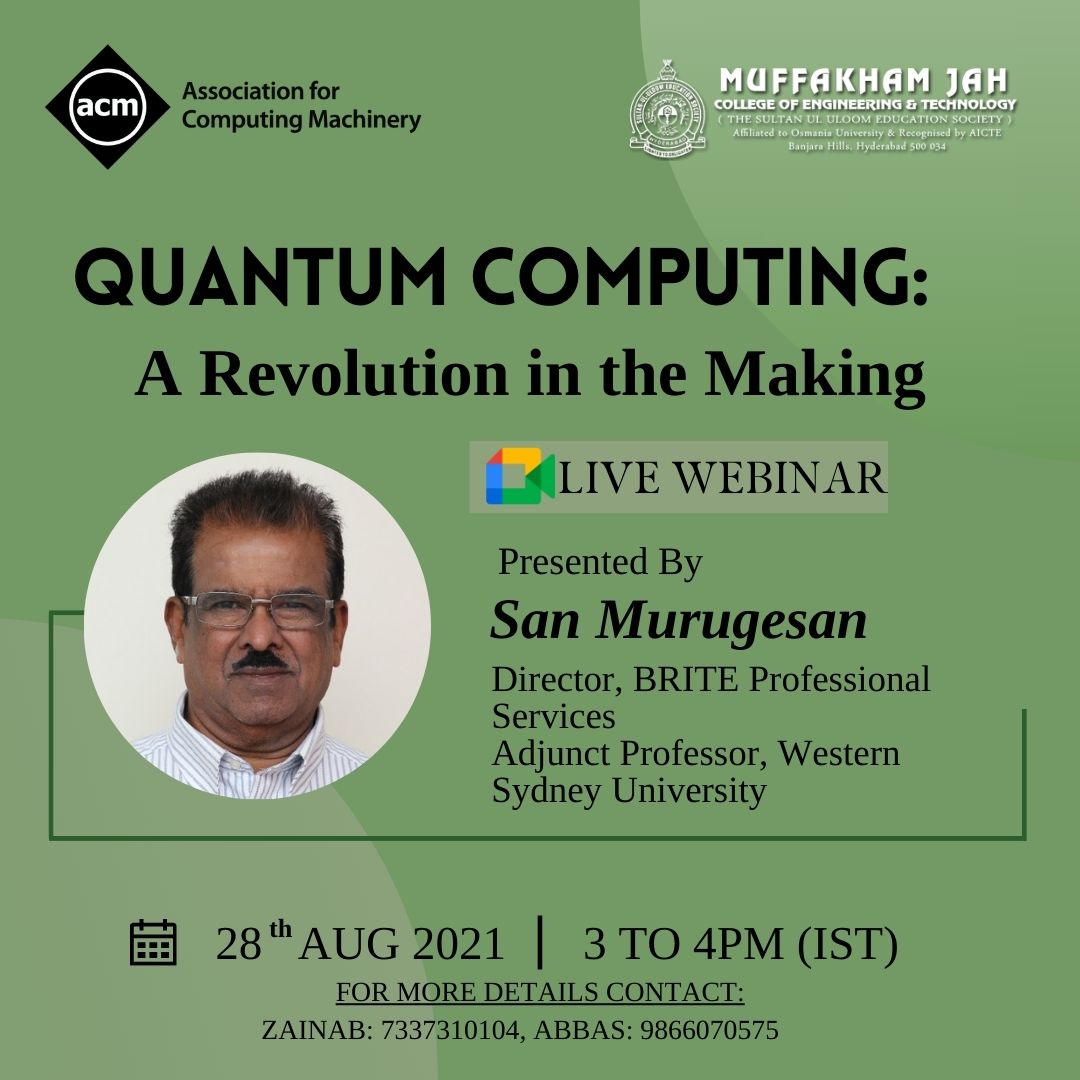 acm
Association for
Computing Machinery
MUFFAKHAM JAH
COLLEGE OF ENGINEERING & TECHNOLOGY
( THE SULTAN UL ULOOM EDUCATION SOCIETY )
Affiliated to Osmania University & Recognised by AICTE
Banjara Hills, Hyderabad 500 034
QUANTUM COMPUTING:
A Revolution in the Making
LIVE WEBINAR
Presented By
San Murugesan
Director, BRITE Professional
Services
Adjunct Professor, Western
Sydney University
28th AUG 2021 | 3 TO 4PM (IST)
FOR MORE DETAILS CONTACT:
ZAINAB: 7337310104, ABBAS: 9866070575